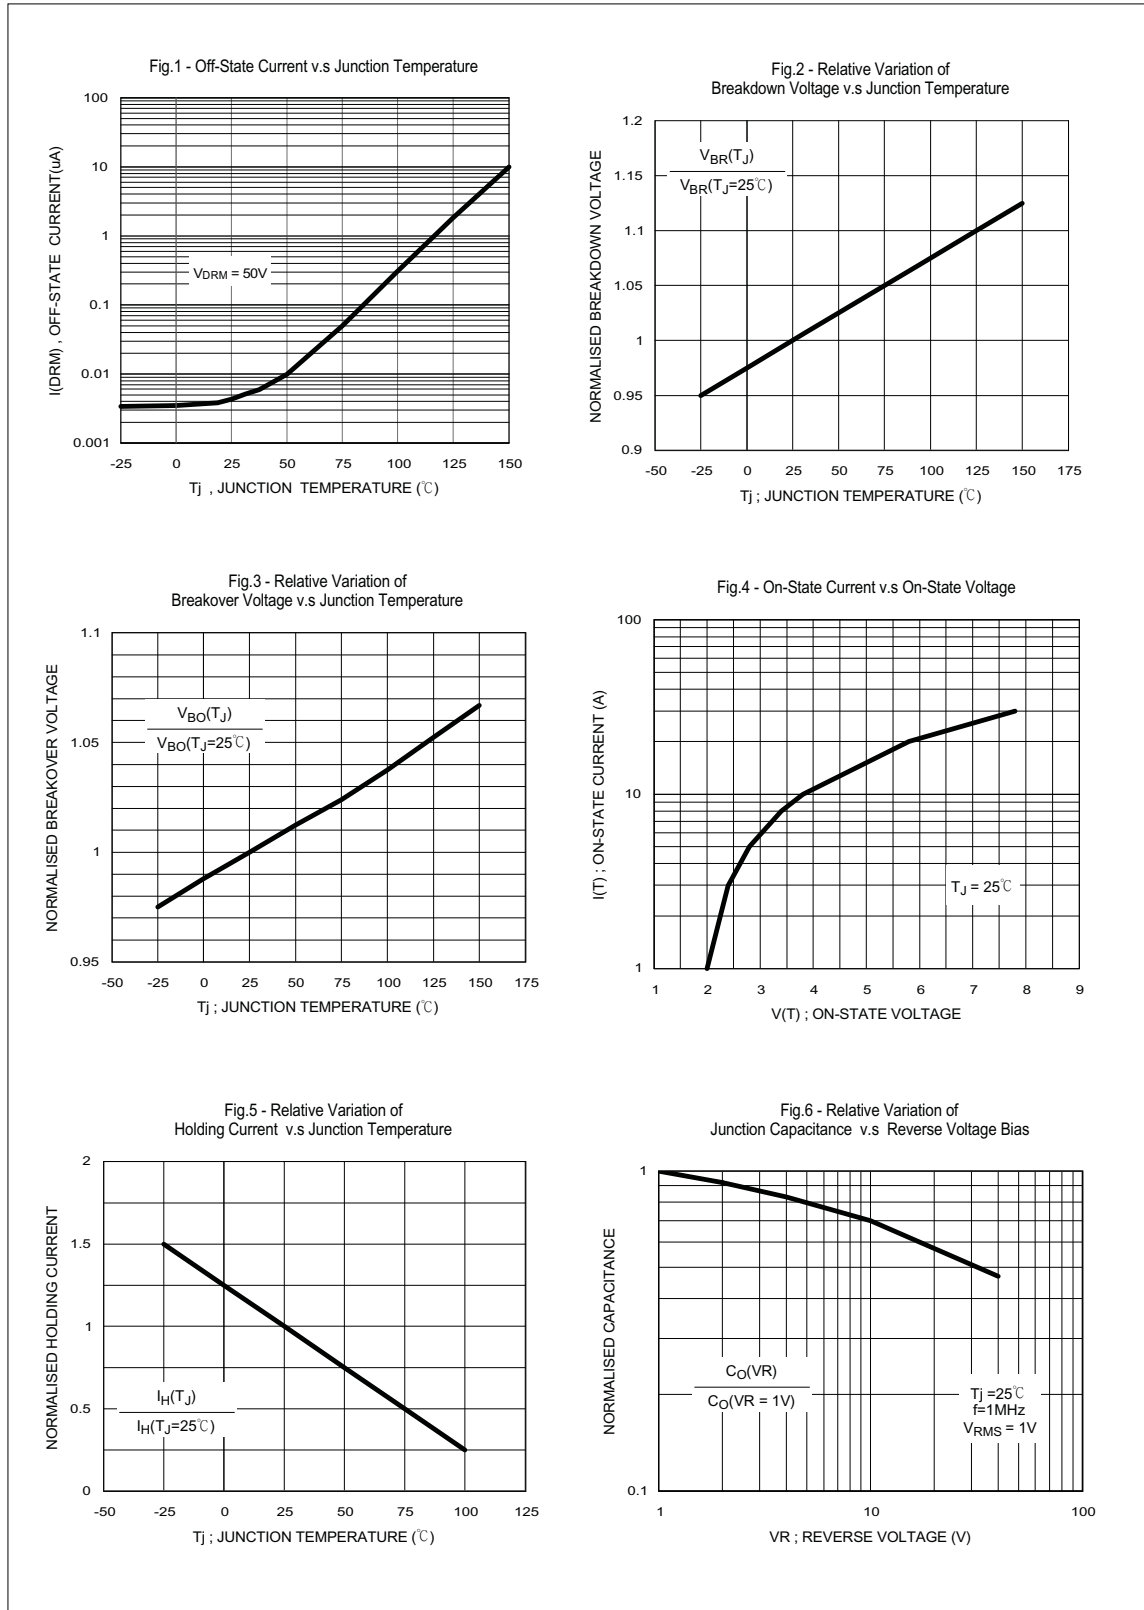 Fig.1 - Off-State Current v.s Junction Temperature
100
10
1
0.1
0.01
0.001
I(DRM) , OFF-STATE CURRENT(uA)
VDRM = 50V
-25 0 25 50 75 100 125 150
Tj , JUNCTION TEMPERATURE (℃)
Fig.2 - Relative Variation of
Breakdown Voltage v.s Junction Temperature
1.2
1.15
1.1
1.05
1
0.95
0.9
NORMALISED BREAKDOWN VOLTAGE
VBR(TJ)
VBR(TJ=25℃)
-50 -25 0 25 50 75 100 125 150 175
Tj ; JUNCTION TEMPERATURE (℃)
Fig.3 - Relative Variation of
Breakover Voltage v.s Junction Temperature
1.1
1.05
1
0.95
NORMALISED BREAKOVER VOLTAGE
VBO(TJ)
VBO(TJ=25℃)
-50 -25 0 25 50 75 100 125 150 175
Tj ; JUNCTION TEMPERATURE (℃)
Fig.4 - On-State Current v.s On-State Voltage
100
10
1
I(T) ; ON-STATE CURRENT (A)
TJ = 25℃
1 2 3 4 5 6 7 8 9
V(T) ; ON-STATE VOLTAGE
Fig.5 - Relative Variation of
Holding Current v.s Junction Temperature
2
1.5
1
0.5
0
NORMALISED HOLDING CURRENT
IH(TJ)
IH(TJ=25℃)
-50 -25 0 25 50 75 100 125
Tj ; JUNCTION TEMPERATURE (℃)
Fig.6 - Relative Variation of
Junction Capacitance v.s Reverse Voltage Bias
1
0.1
NORMALISED CAPACITANCE
CO(VR)
CO(VR = 1V)
Tj =25℃
f=1MHz
VRMS = 1V
1 10 100
VR ; REVERSE VOLTAGE (V)